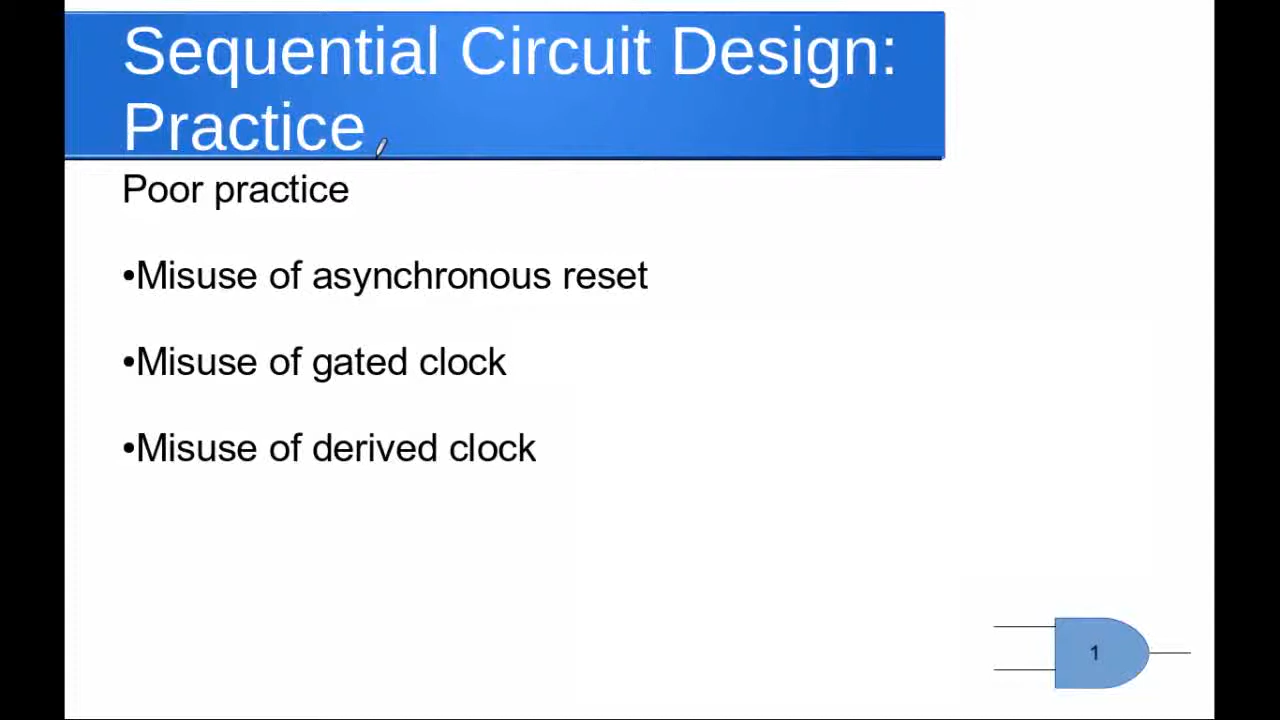 Sequential Circuit Design:
Practice
Poor practice
•Misuse of asynchronous reset
•Misuse of gated clock
•Misuse of derived clock
1